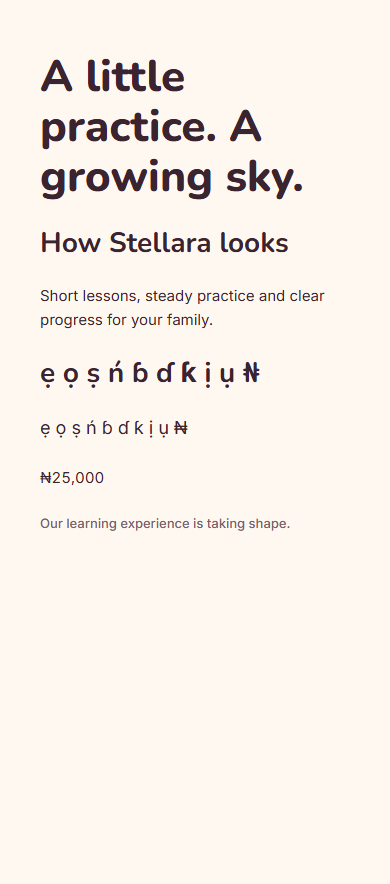 A little
practice. A
growing sky.
How Stellara looks
Short lessons, steady practice and clear
progress for your family.
ẹ ọ ṣ ń ɓ ɗ ƙ ị ụ ₦
ẹ ọ ṣ ń ɓ ɗ ƙ ị ụ ₦
₦25,000
Our learning experience is taking shape.